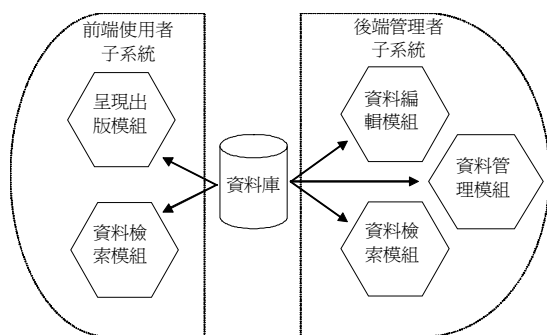 前端使用者
子系統
呈現出
版模組
資料檢
索模組
資料庫
後端管理者
子系統
資料編
輯模組
資料管
理模組
資料檢
索模組